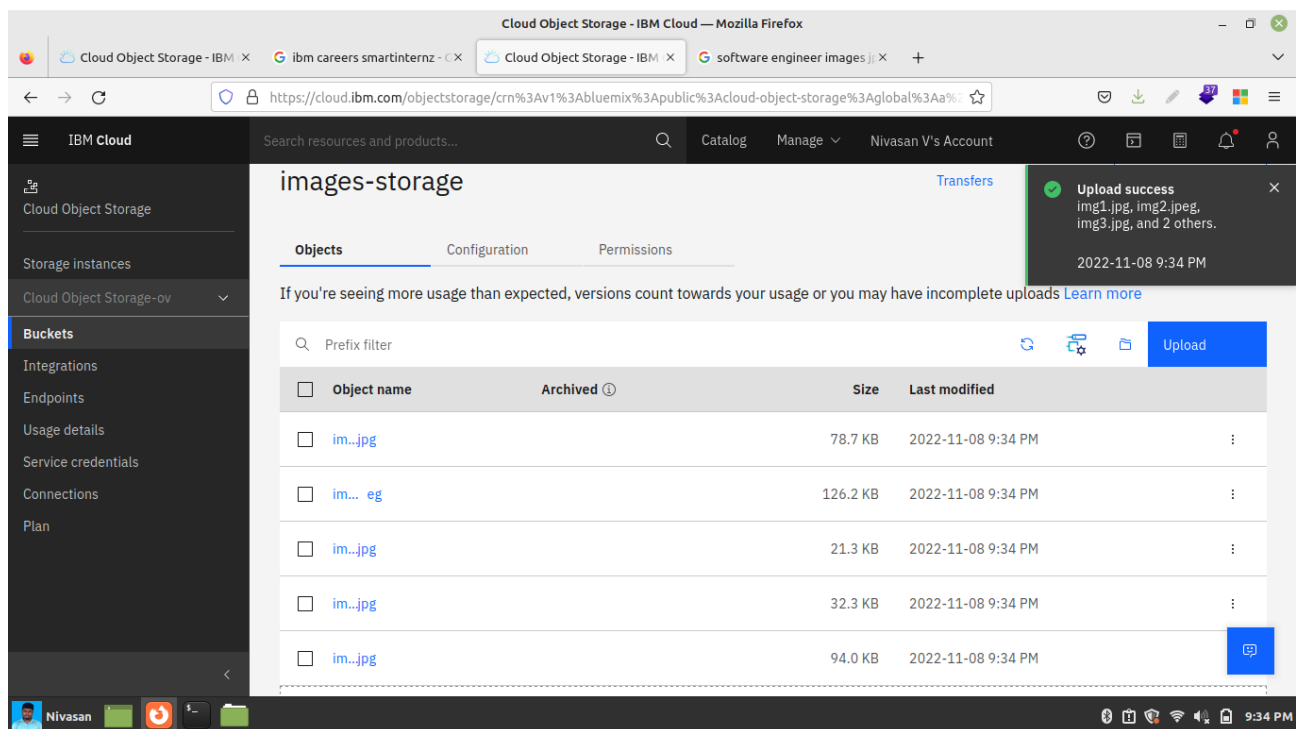 Cloud Object Storage - IBM Cloud — Mozilla Firefox
Cloud Object Storage - IBM
ibm careers smartinternz -
Cloud Object Storage - IBM
software engineer images
https://cloud.ibm.com/objectstorage/crn%3Av1%3Abluemix%3Apublic%3Acloud-object-storage%3Aglobal%3Aa%
37
IBM Cloud
Search resources and products...
Catalog
Manage
Nivasan V's Account
Cloud Object Storage
Storage instances
Cloud Object Storage-ov
Buckets
Integrations
Endpoints
Usage details
Service credentials
Connections
Plan
images-storage
Transfers
Upload success
img1.jpg, img2.jpeg,
img3.jpg, and 2 others.
2022-11-08 9:34 PM
Objects Configuration Permissions
If you're seeing more usage than expected, versions count towards your usage or you may have incomplete uploads Learn more
Prefix filter
Upload
Object name Archived Size Last modified
im...jpg 78.7 KB 2022-11-08 9:34 PM
im... eg 126.2 KB 2022-11-08 9:34 PM
im...jpg 21.3 KB 2022-11-08 9:34 PM
im...jpg 32.3 KB 2022-11-08 9:34 PM
im...jpg 94.0 KB 2022-11-08 9:34 PM
Nivasan
9:34 PM